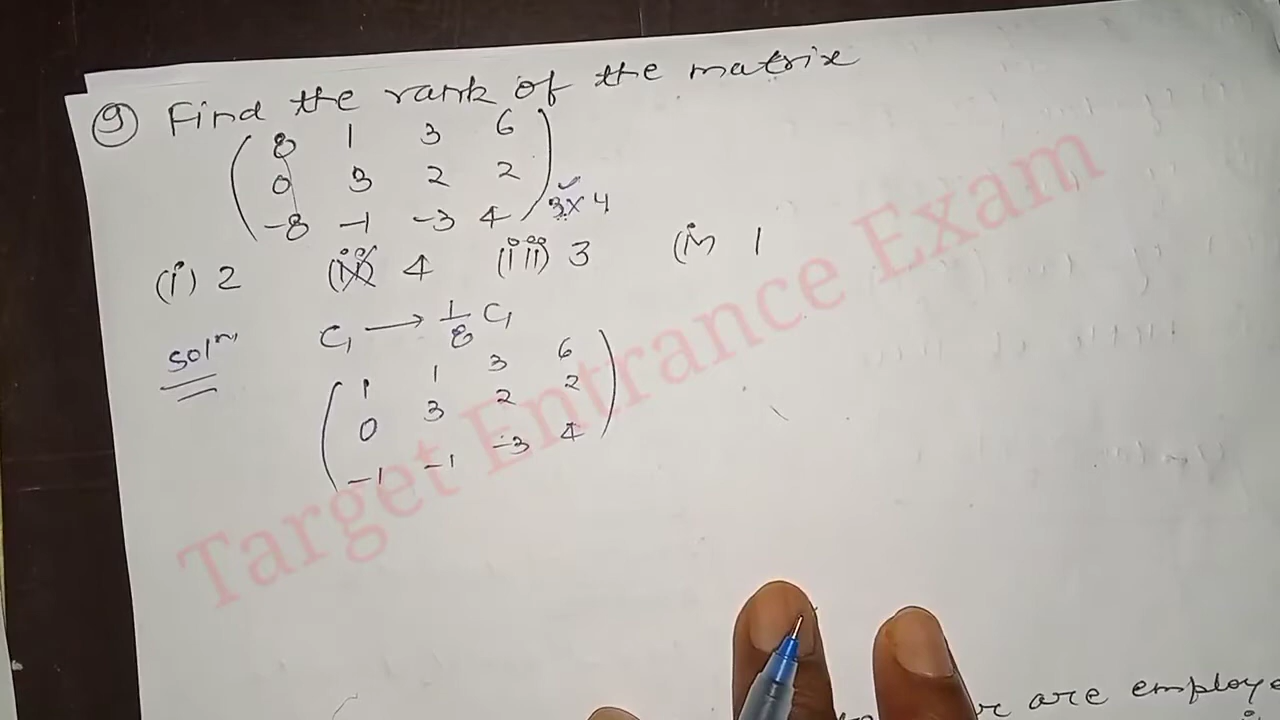 9) Find the rank of the matrix
8 1 3 6
0 3 2 2
-8 -1 -3 4 3×4
(i) 2 (ii) 4 (iii) 3 (iv) 1
Solⁿ C₁ → 1/8 C₁
1 1 3 6
0 3 2 2
-1 -1 -3 4
Target Entrance Exam
are employe